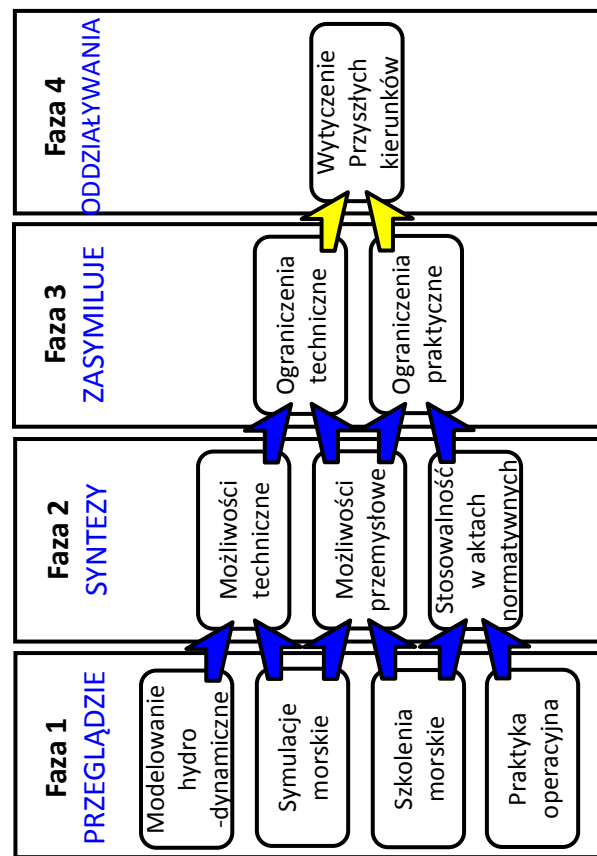 Faza 1
PRZEGLĄDZIE
Modelowanie
hydro
-dynamiczne
Symulacje
morskie
Szkolenia
morskie
Praktyka
operacyjna
Faza 2
SYNTEZY
Możliwości
techniczne
Możliwości
przemysłowe
Stosowalność
w aktach
normatywnych
Faza 3
ZASYMILUJE
Ograniczenia
techniczne
Ograniczenia
praktyczne
Faza 4
ODDZIAŁYWANIA
Wytyczenie
Przyszłych
kierunków